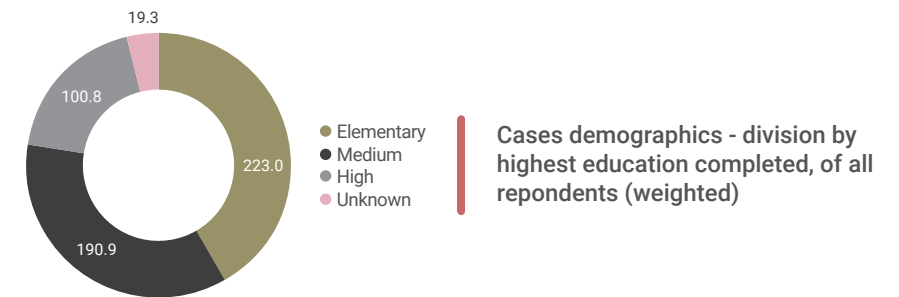 19.3
100.8
223.0
190.9
Elementary
Medium
High
Unknown
Cases demographics - division by
highest education completed, of all
repondents (weighted)